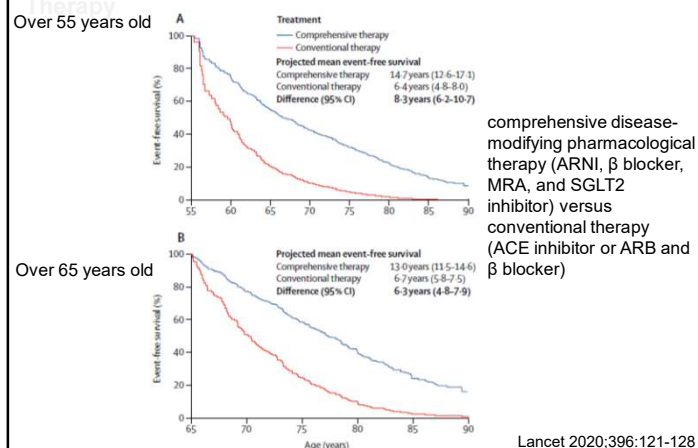 Therapy
Over 55 years old
A
Treatment
Comprehensive therapy
Conventional therapy
Projected mean event-free survival
Comprehensive therapy 14·7 years (12·6–17·1)
Conventional therapy 6·4 years (4·8–8·0)
Difference (95% CI) 8·3 years (6·2–10·7)
Event-free survival (%)
100
80
60
40
20
0
55 60 65 70 75 80 85 90
comprehensive disease-
modifying pharmacological
therapy (ARNI, β blocker,
MRA, and SGLT2
inhibitor) versus
conventional therapy
(ACE inhibitor or ARB and
β blocker)
Over 65 years old
B
Projected mean event-free survival
Comprehensive therapy 13·0 years (11·5–14·6)
Conventional therapy 6·7 years (5·8–7·5)
Difference (95% CI) 6·3 years (4·8–7·9)
Event-free survival (%)
100
80
60
40
20
0
65 70 75 80 85 90
Age (years)
Lancet 2020;396:121-128